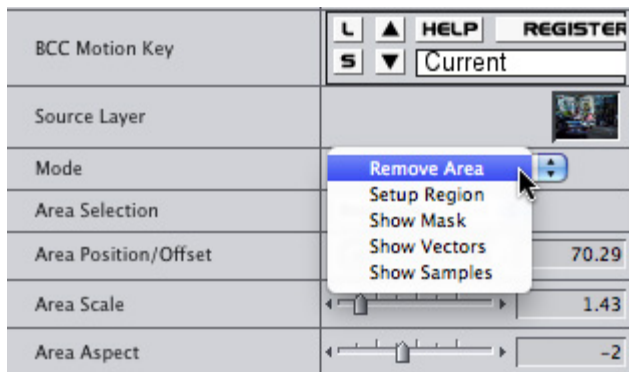 BCC Motion Key
L ▲ HELP REGISTER
S ▼ Current
Source Layer
Mode
Remove Area
Setup Region
Show Mask
Show Vectors
Show Samples
Area Selection
Area Position/Offset
70.29
Area Scale
1.43
Area Aspect
-2